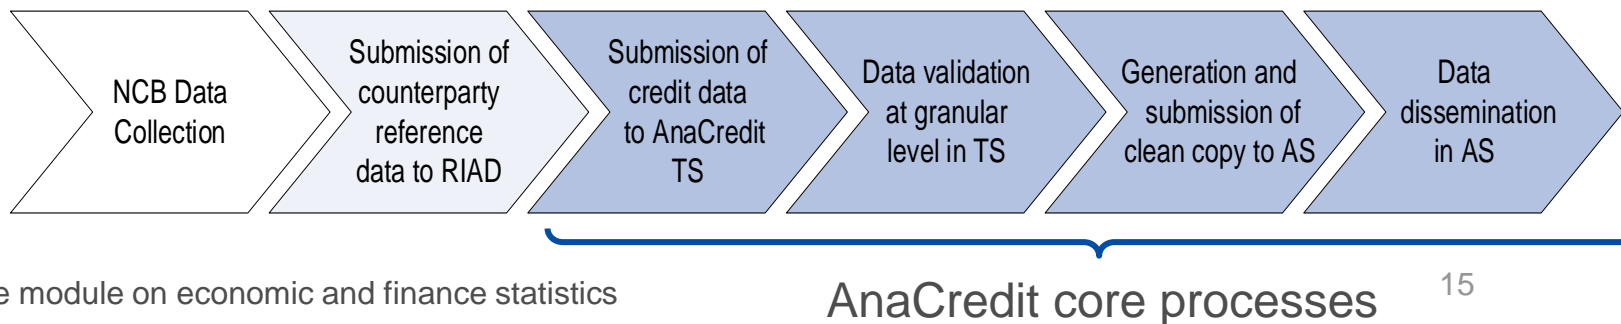 NCB Data
Collection
Submission of
counterparty
reference
data to RIAD
Submission of
credit data
to AnaCredit
TS
Data validation
at granular
level in TS
Generation and
submission of
clean copy to AS
Data
dissemination
in AS
e module on economic and finance statistics
AnaCredit core processes
15